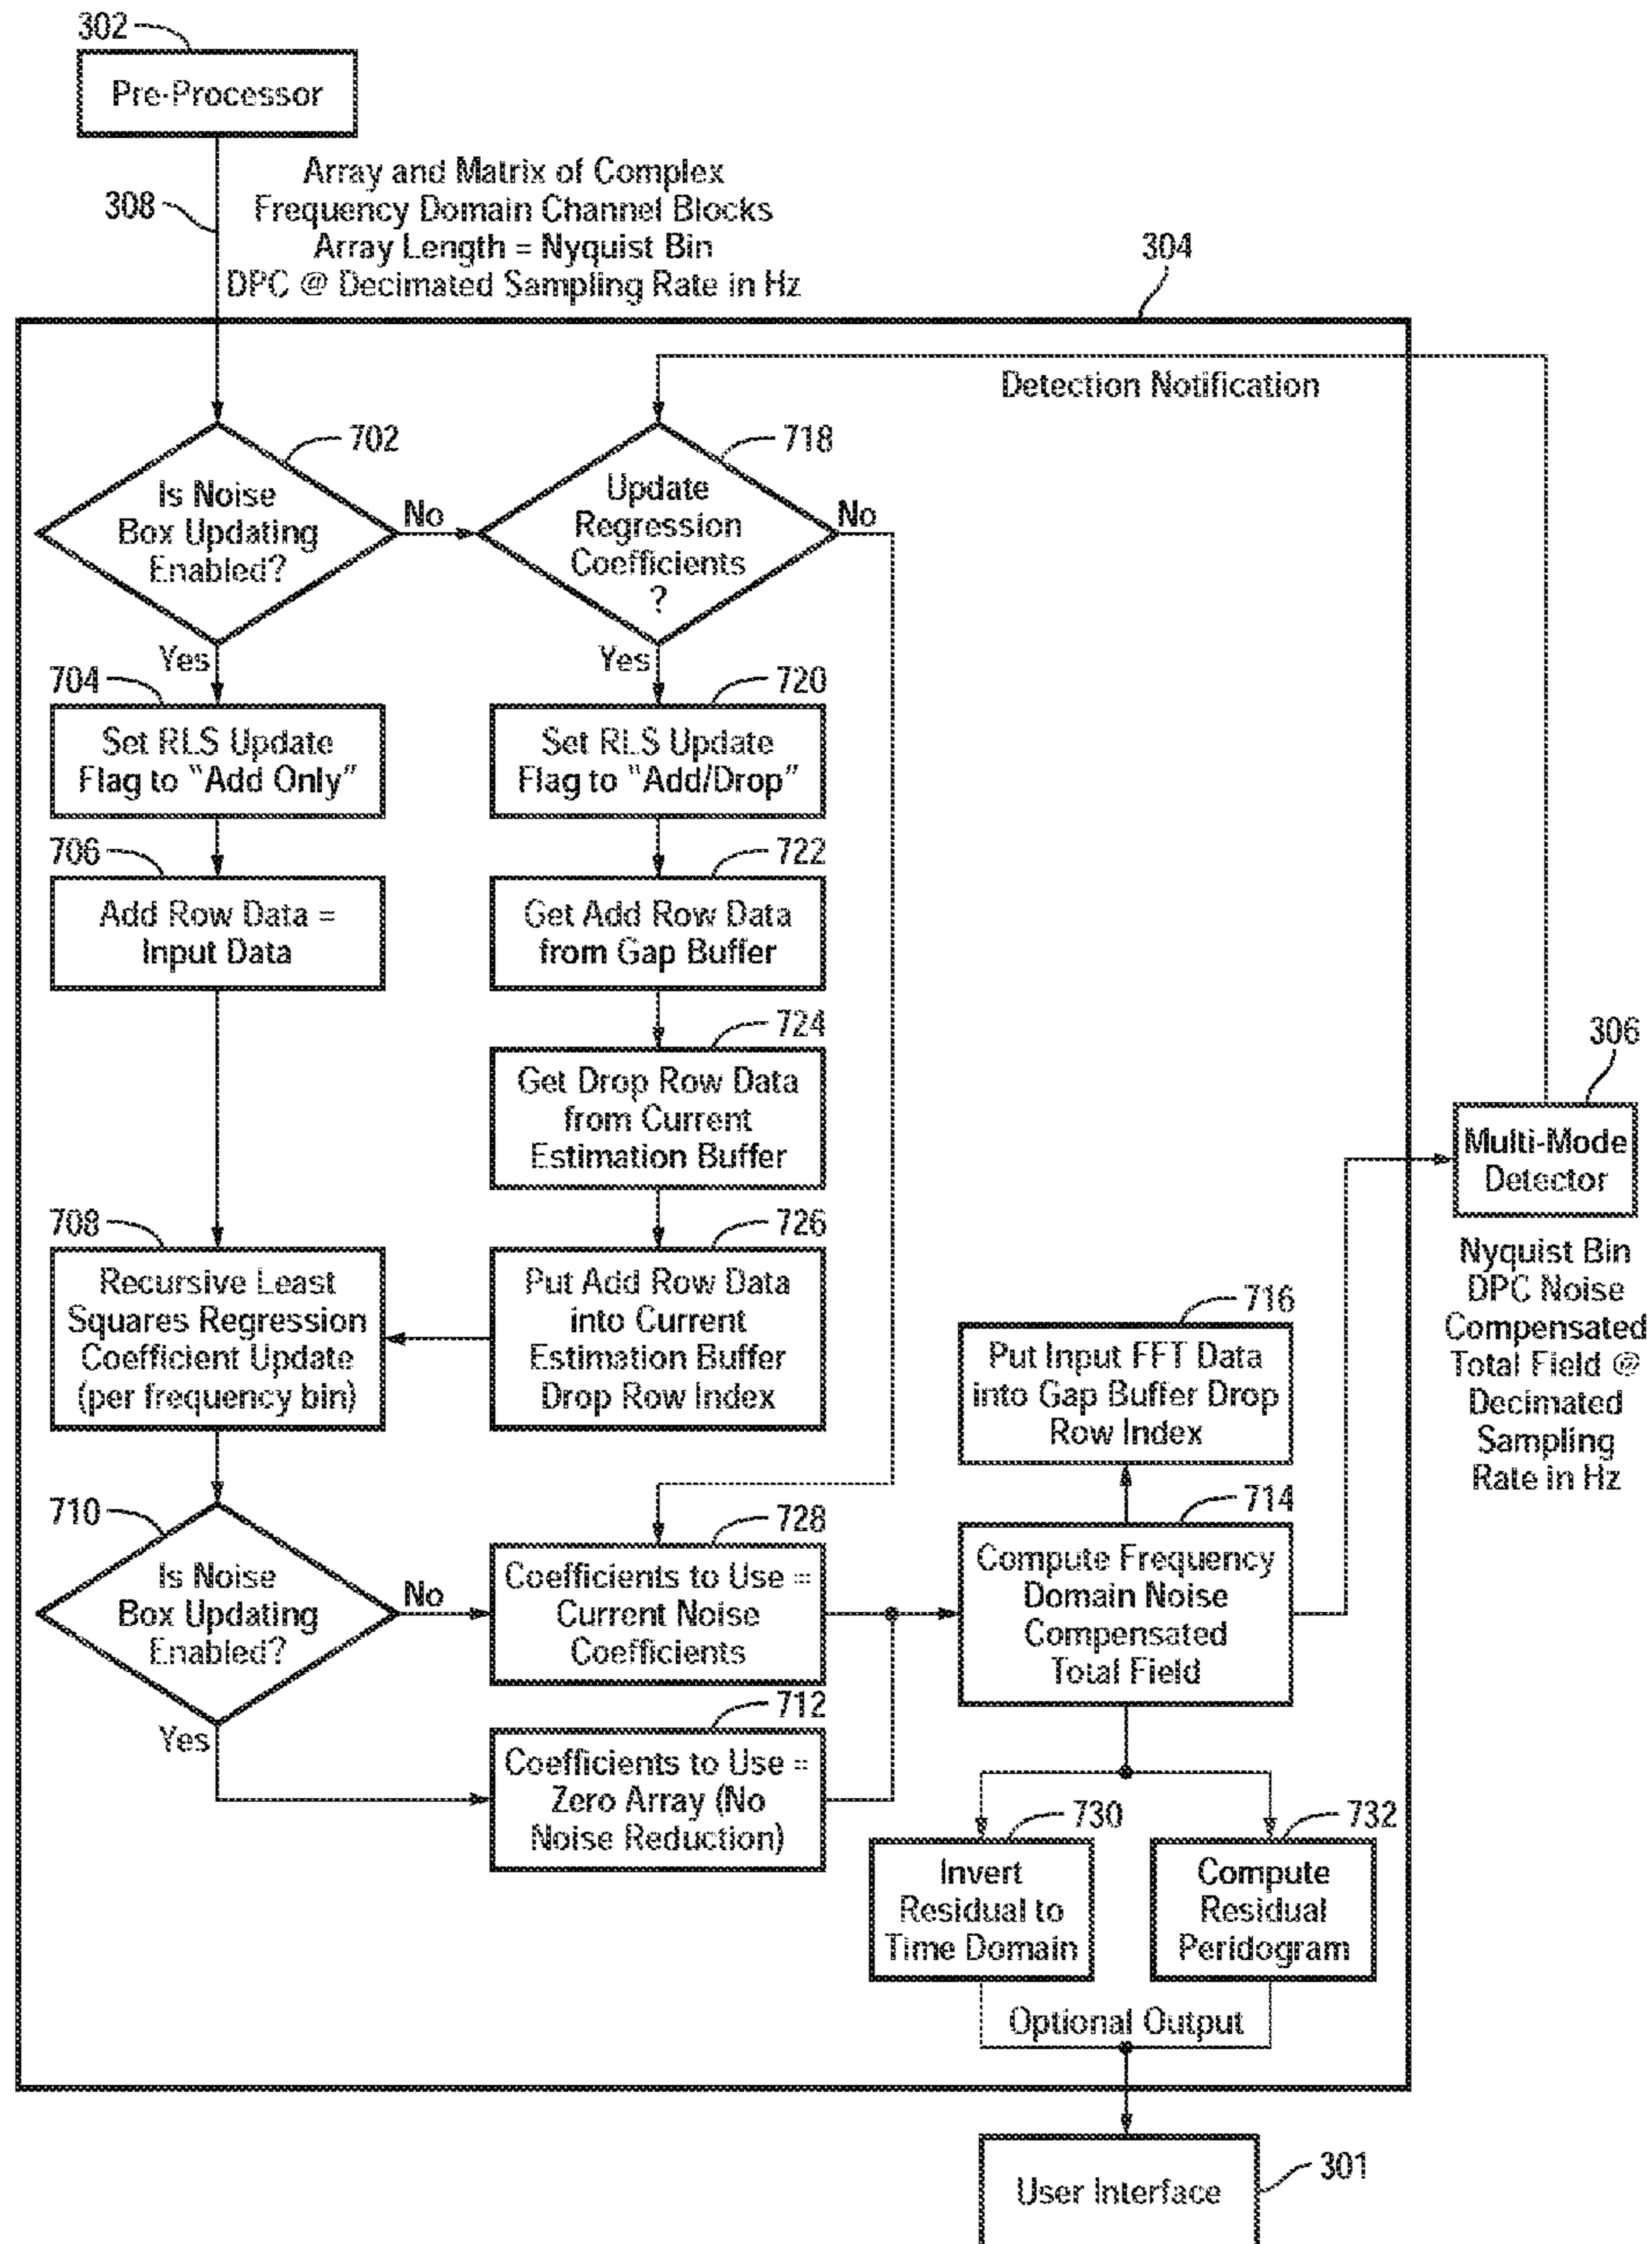 302
Pre-Processor
308
Array and Matrix of Complex
Frequency Domain Channel Blocks
Array Length = Nyquist Bin
DPC @ Decimated Sampling Rate in Hz
304
Detection Notification
702
Is Noise
Box Updating
Enabled?
No
Yes
718
Update
Regression
Coefficients
?
No
Yes
704
Set RLS Update
Flag to "Add Only"
720
Set RLS Update
Flag to "Add/Drop"
706
Add Row Data =
Input Data
722
Get Add Row Data
from Gap Buffer
724
Get Drop Row Data
from Current
Estimation Buffer
306
Multi-Mode
Detector
Nyquist Bin
DPC Noise
Compensated
Total Field @
Decimated
Sampling
Rate in Hz
708
Recursive Least
Squares Regression
Coefficient Update
(per frequency bin)
726
Put Add Row Data
into Current
Estimation Buffer
Drop Row Index
716
Put Input FFT Data
into Gap Buffer Drop
Row Index
710
Is Noise
Box Updating
Enabled?
No
Yes
728
Coefficients to Use =
Current Noise
Coefficients
714
Compute Frequency
Domain Noise
Compensated
Total Field
712
Coefficients to Use =
Zero Array (No
Noise Reduction)
730
Invert
Residual to
Time Domain
732
Compute
Residual
Peridogram
Optional Output
User Interface
301